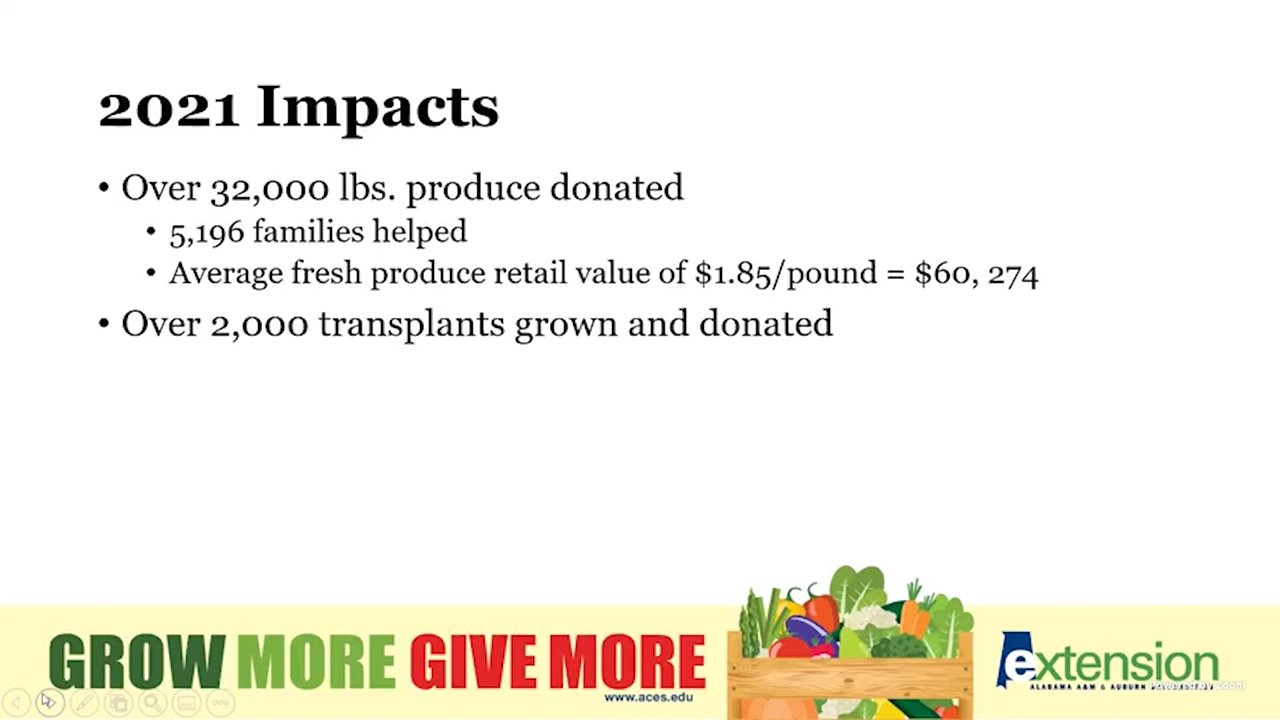 2021 Impacts
• Over 32,000 lbs. produce donated
• 5,196 families helped
• Average fresh produce retail value of $1.85/pound = $60, 274
• Over 2,000 transplants grown and donated
GROW MORE GIVE MORE
www.aces.edu
extension
ALABAMA A&M & AUBURN